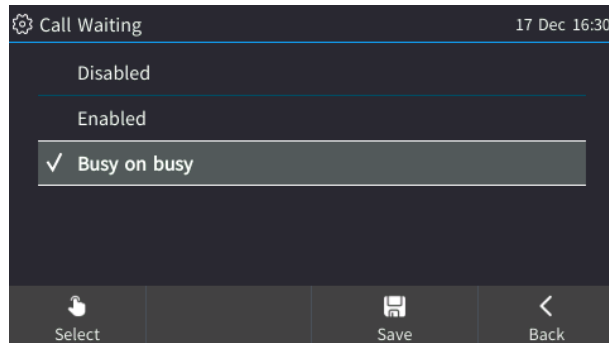 Call Waiting 17 Dec 16:30
Disabled
Enabled
Busy on busy
Select Save Back